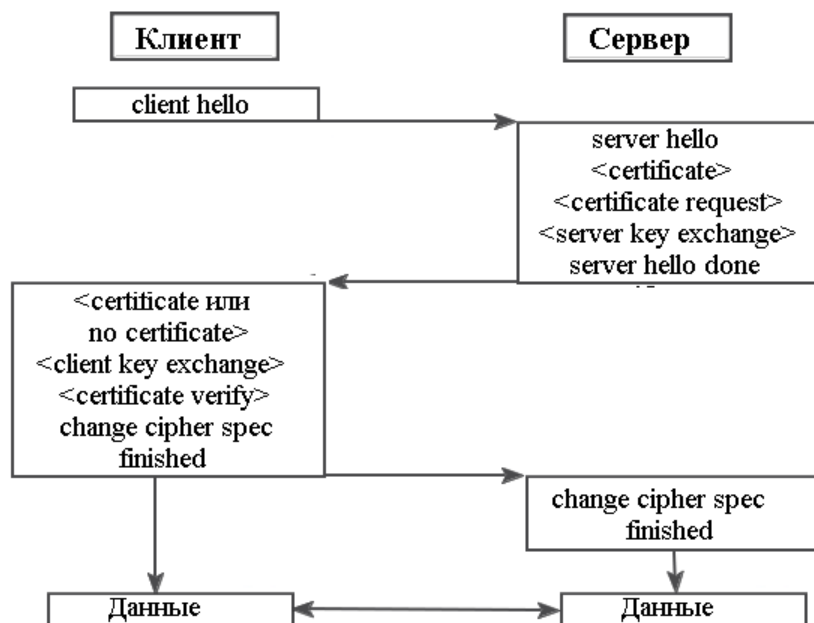 Клиент
Сервер
client hello
server hello
<certificate>
<certificate request>
<server key exchange>
server hello done
<certificate или
no certificate>
<client key exchange>
<certificate verify>
change cipher spec
finished
change cipher spec
finished
Данные
Данные